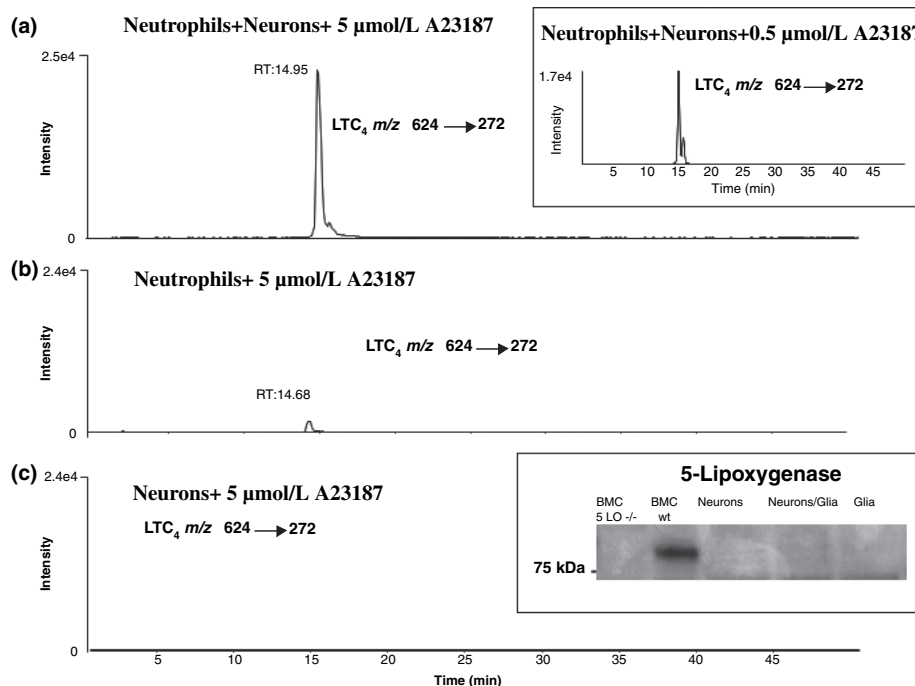 (a)
Neutrophils+Neurons+ 5 µmol/L A23187
2.5e4
RT:14.95
LTC4 m/z 624 → 272
Intensity
0
Neutrophils+Neurons+0.5 µmol/L A23187
1.7e4
LTC4 m/z 624 → 272
Intensity
5 10 15 20 25 30 35 40 45
Time (min)
(b)
2.4e4
Neutrophils+ 5 µmol/L A23187
LTC4 m/z 624 → 272
Intensity
RT:14.68
0
(c)
2.4e4
Neurons+ 5 µmol/L A23187
LTC4 m/z 624 → 272
Intensity
0
5 10 15 20 25 30 35 40 45
Time (min)
5-Lipoxygenase
BMC BMC Neurons Neurons/Glia Glia
5 LO -/- wt
75 kDa